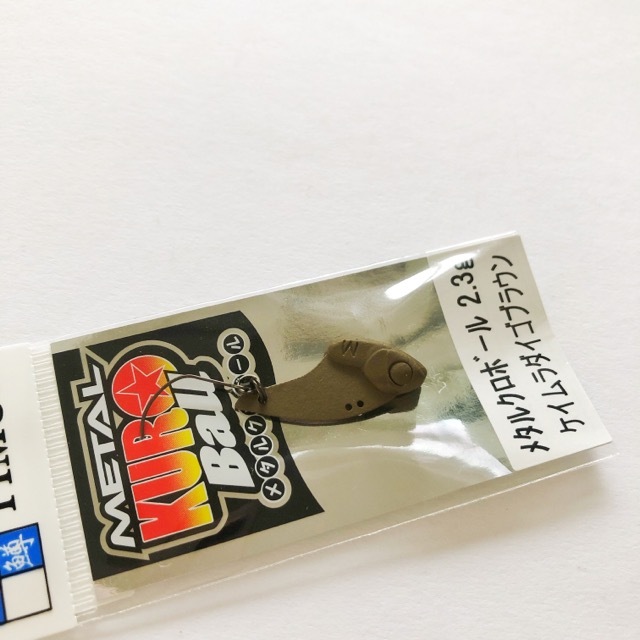 METAL
KURO
Ball
メタルクロボール
メタルクロボール 2.3g
ケイムラダイゴブラウン
鱒